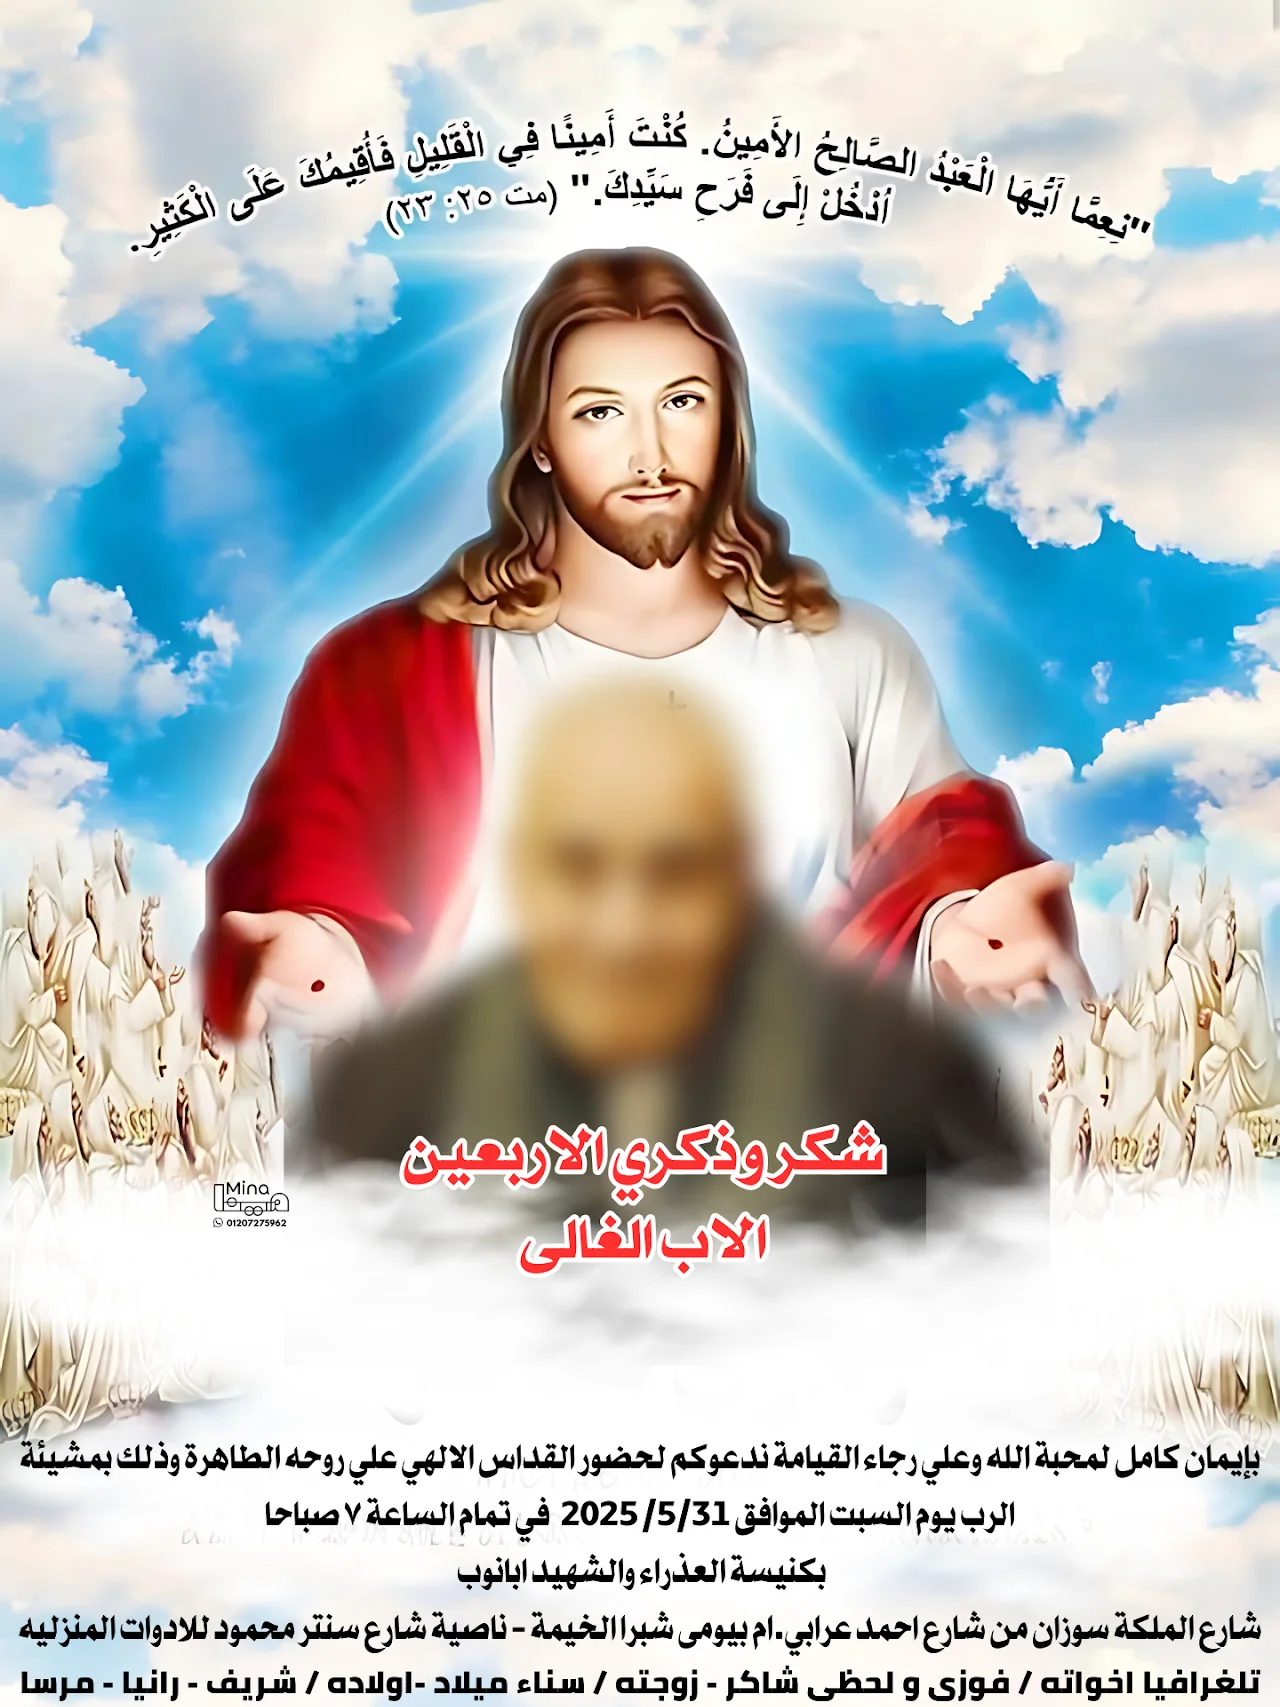 "نِعِمَّا أَيُّهَا الْعَبْدُ الصَّالِحُ الأَمِينُ. كُنْتَ أَمِينًا فِي الْقَلِيلِ فَأُقِيمُكَ عَلَى الْكَثِيرِ.
اُدْخُلْ إِلَى فَرَحِ سَيِّدِكَ." (مت ٢٥: ٢٣)
شكر وذكري الاربعين
Mina
01207275962
الاب الغالى
بإيمان كامل لمحبة الله وعلي رجاء القيامة ندعوكم لحضور القداس الالهي علي روحه الطاهرة وذلك بمشيئة
الرب يوم السبت الموافق 31/5/ 2025 في تمام الساعة ٧ صباحا
بكنيسة العذراء والشهيد ابانوب
شارع الملكة سوزان من شارع احمد عرابي.ام بيومى شبرا الخيمة - ناصية شارع سنتر محمود للادوات المنزليه
تلغرافيا اخواته / فوزى و لحظى شاكر - زوجته / سناء ميلاد -اولاده / شريف - رانيا - مرسا